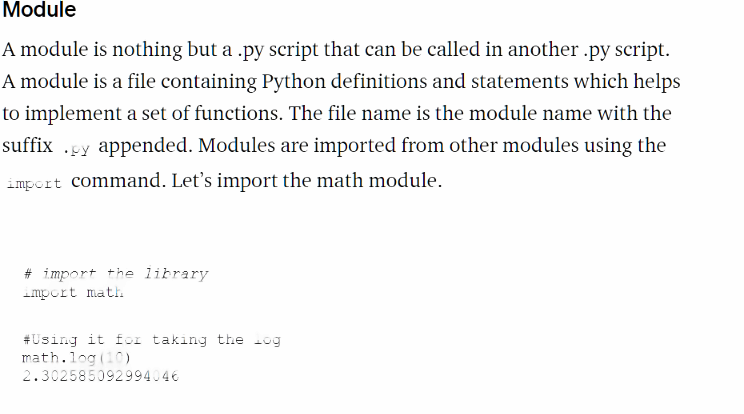 Module
A module is nothing but a .py script that can be called in another .py script.
A module is a file containing Python definitions and statements which helps
to implement a set of functions. The file name is the module name with the
suffix .py appended. Modules are imported from other modules using the
import command. Let’s import the math module.
# import the library
import math
#Using it for taking the log
math.log(10)
2.302585092994046